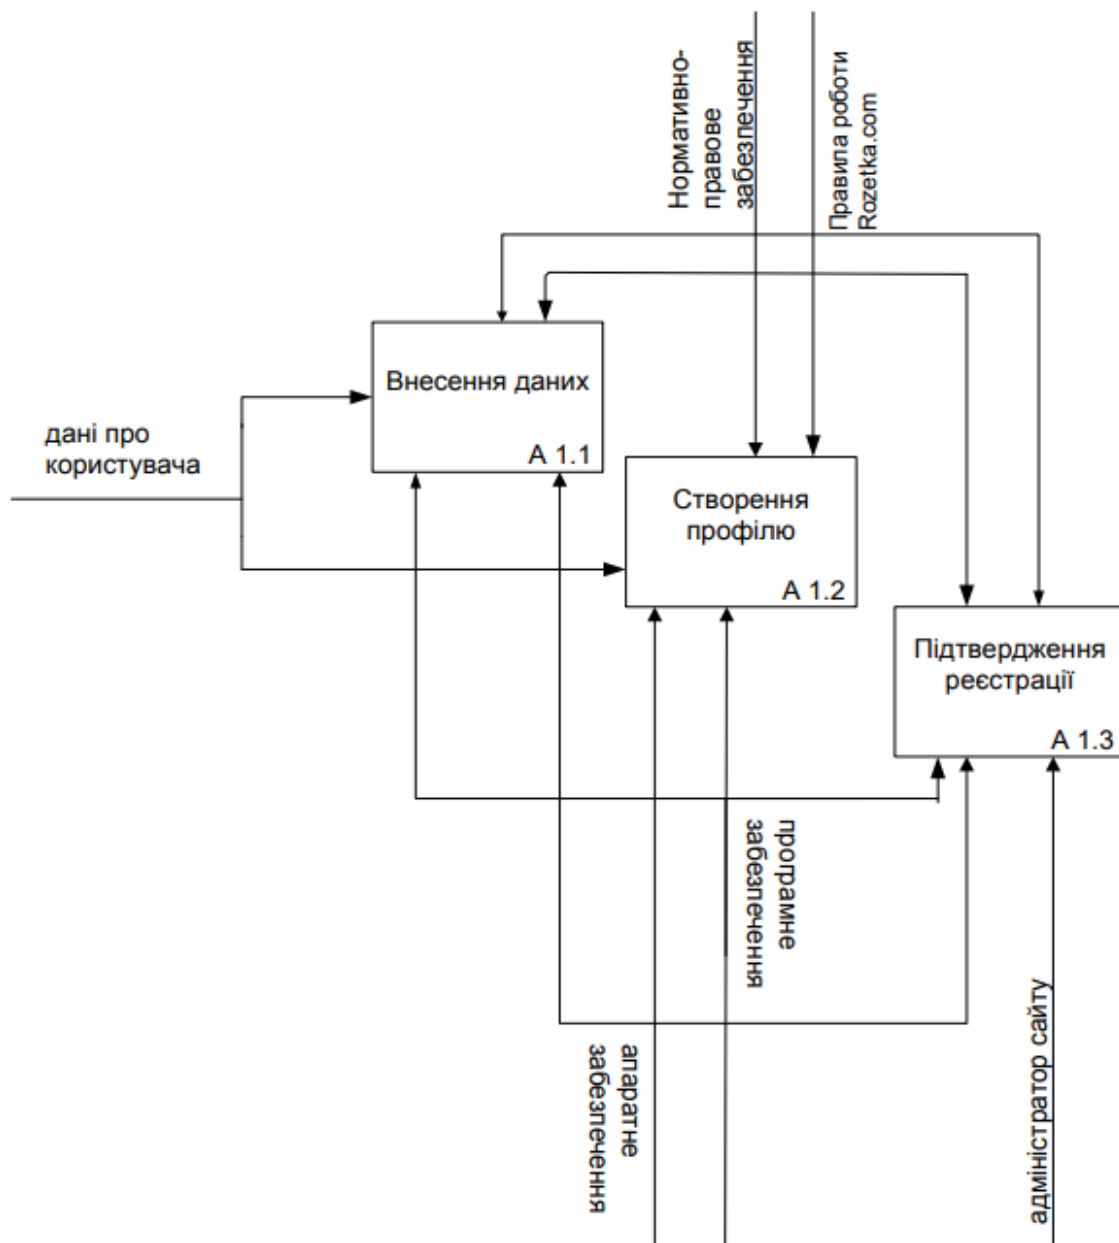 Нормативно-
правове
забезпечення
Правила роботи
Rozetka.com
Внесення даних
А 1.1
дані про
користувача
Створення
профілю
А 1.2
Підтвердження
реєстрації
А 1.3
програмне
забезпечення
апаратне
забезпечення
адміністратор сайту